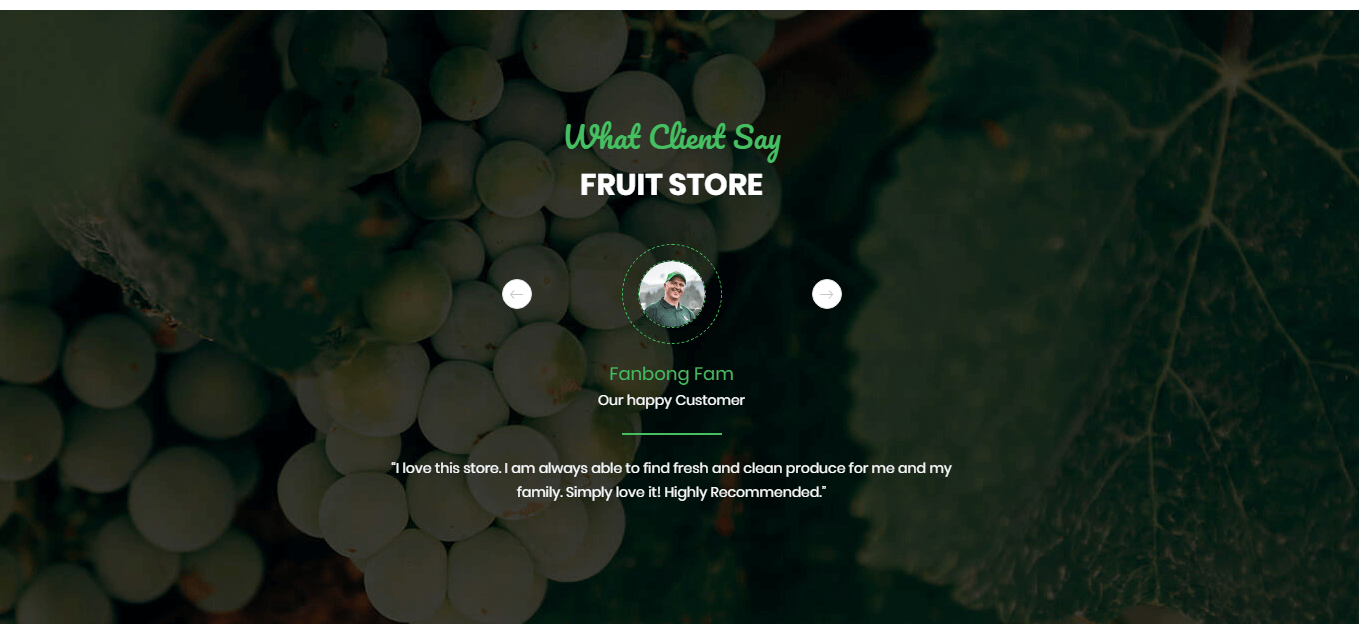 What Client Say
FRUIT STORE
Fanbong Fam
Our happy Customer
"I love this store. I am always able to find fresh and clean produce for me and my
family. Simply love it! Highly Recommended."